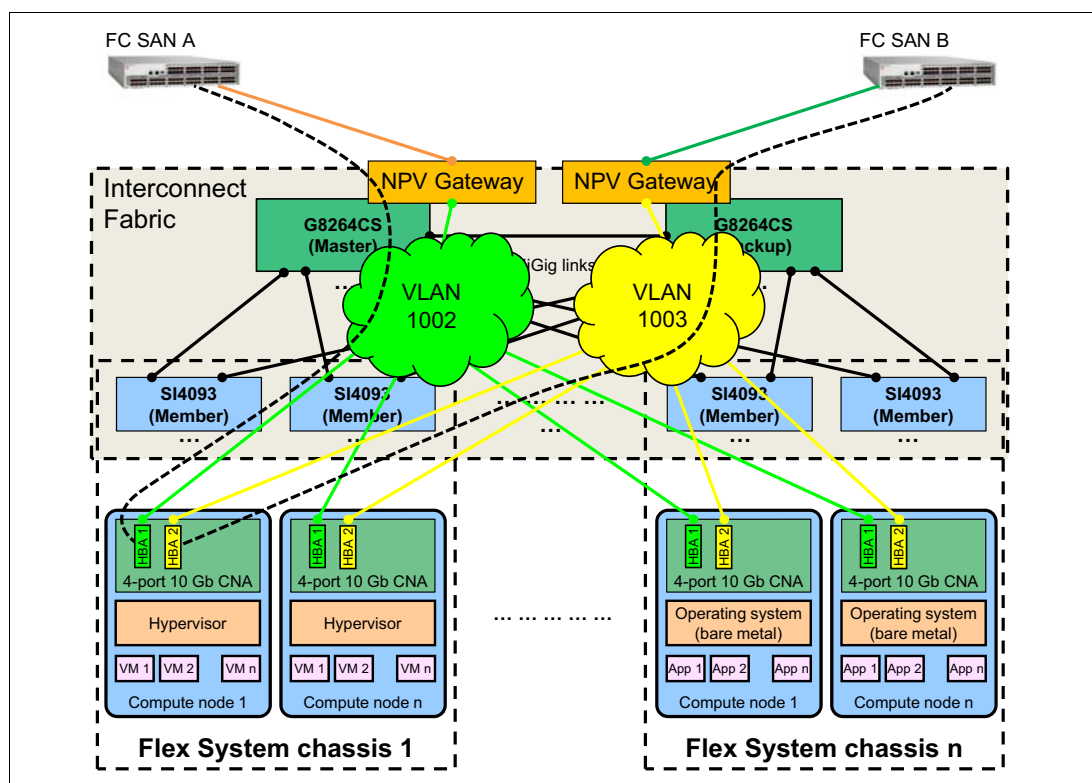 FC SAN A
FC SAN B
Interconnect
Fabric
NPV Gateway
NPV Gateway
G8264CS
(Master)
G8264CS
links
VLAN
1002
VLAN
1003
SI4093
(Member)
...
SI4093
(Member)
...
... ... ... ... ...
...
SI4093
(Member)
...
SI4093
(Member)
...
HBA 1
HBA 2
4-port 10 Gb CNA
Hypervisor
VM 1
VM 2
VM n
Compute node 1
HBA 1
HBA 2
4-port 10 Gb CNA
Hypervisor
VM 1
VM 2
VM n
Compute node n
... ... ... ... ...
HBA 1
HBA 2
4-port 10 Gb CNA
Operating system
(bare metal)
App 1
App 2
App n
Compute node 1
HBA 1
HBA 2
4-port 10 Gb CNA
Operating system
(bare metal)
App 1
App 2
App n
Compute node n
Flex System chassis 1
Flex System chassis n